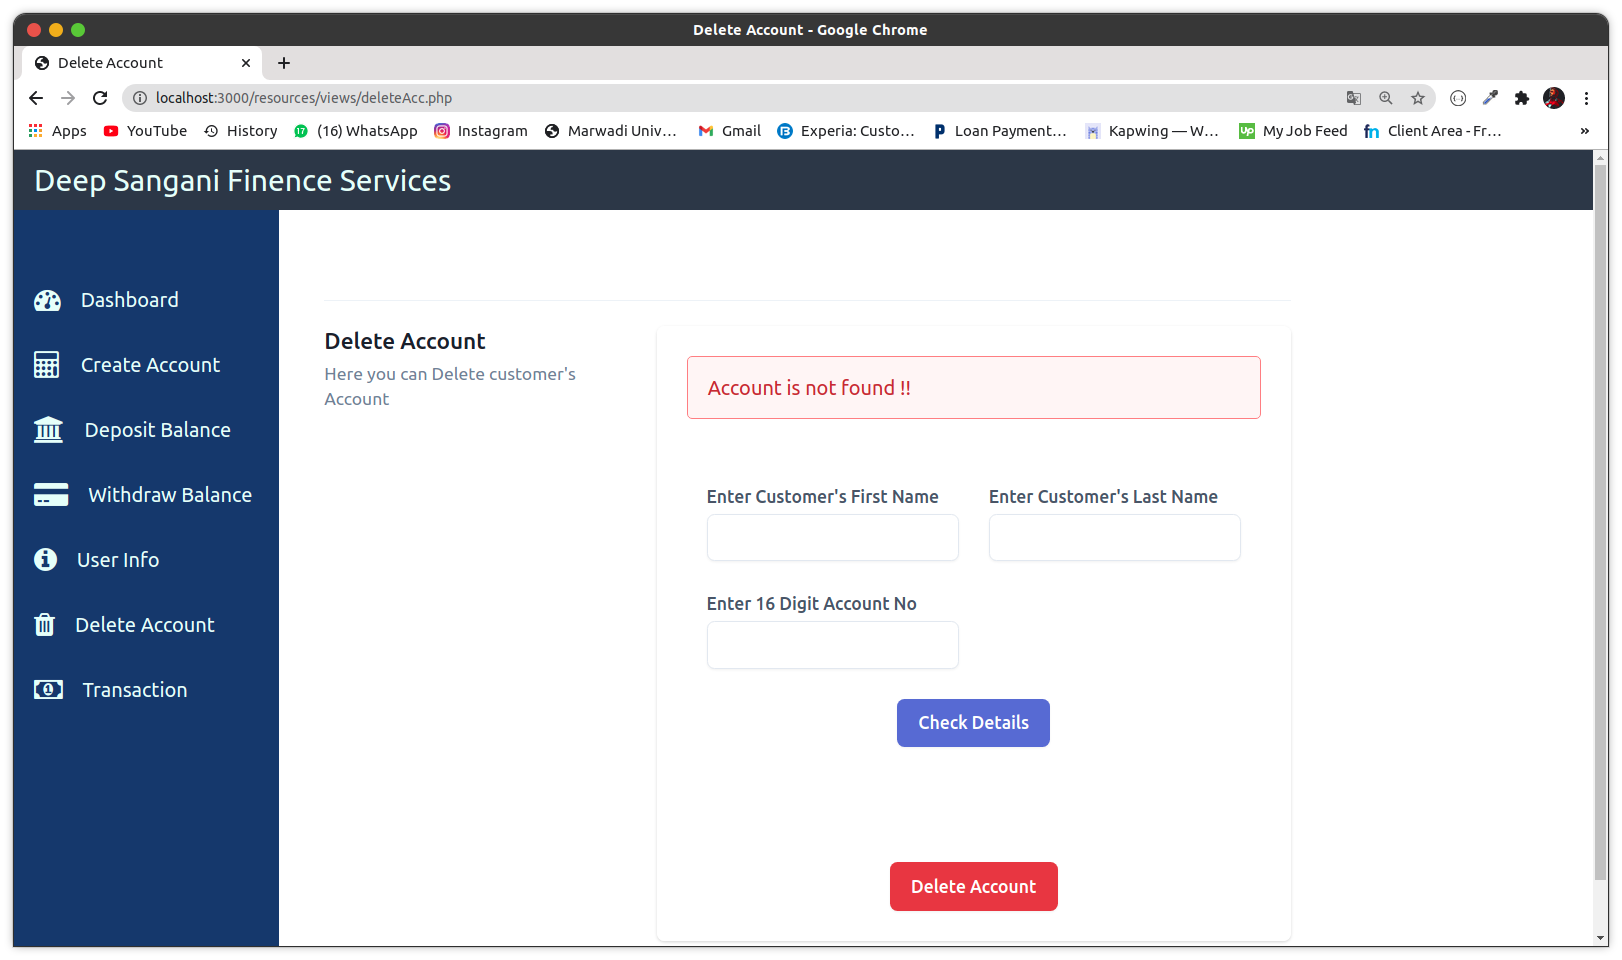 Delete Account - Google Chrome
Delete Account
localhost:3000/resources/views/deleteAcc.php
Apps YouTube History (16) WhatsApp Instagram Marwadi Univ... Gmail Experia: Custo... Loan Payment... Kapwing — W... My Job Feed Client Area - Fr... »
Deep Sangani Finence Services
Dashboard
Create Account
Deposit Balance
Withdraw Balance
User Info
Delete Account
Transaction
Delete Account
Here you can Delete customer's
Account
Account is not found !!
Enter Customer's First Name Enter Customer's Last Name
Enter 16 Digit Account No
Check Details
Delete Account